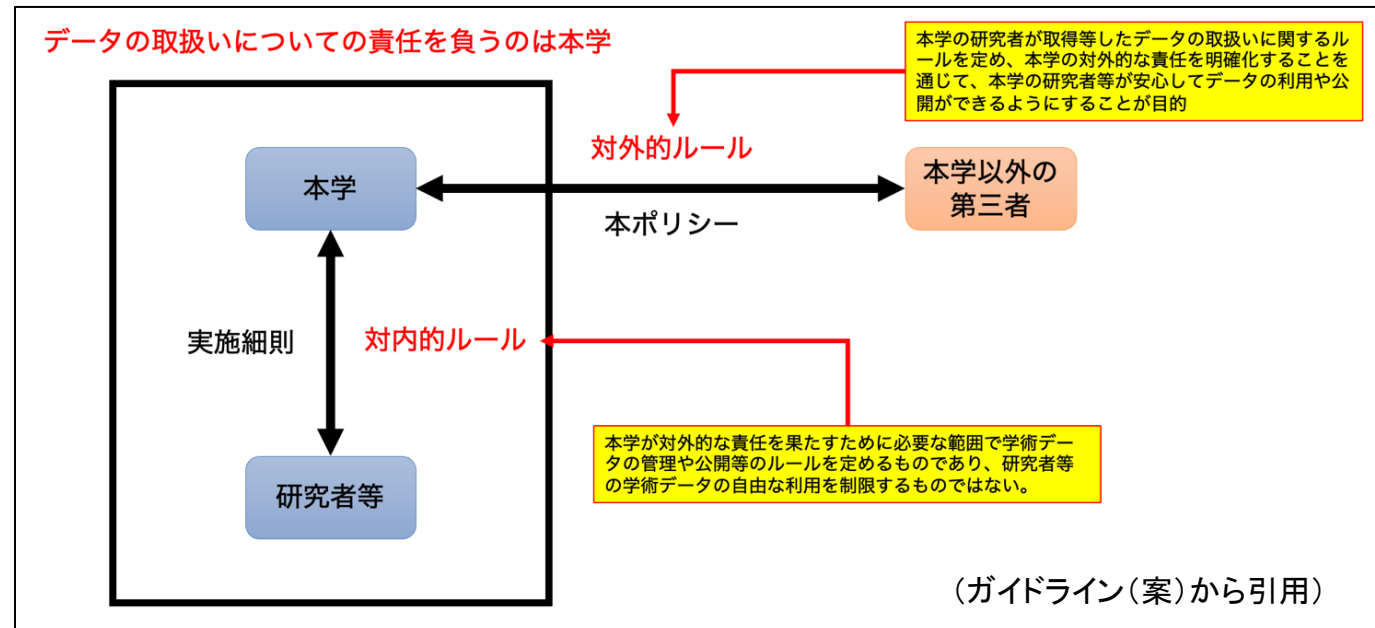 データの取扱いについての責任を負うのは本学
本学の研究者が取得等したデータの取扱いに関するル
ールを定め、本学の対外的な責任を明確化することを
通じて、本学の研究者等が安心してデータの利用や公
開ができるようにすることが目的
対外的ルール
本学
本学以外の
第三者
本ポリシー
実施細則
対内的ルール
本学が対外的な責任を果たすために必要な範囲で学術デー
タの管理や公開等のルールを定めるものであり、研究者等
の学術データの自由な利用を制限するものではない。
研究者等
（ガイドライン（案）から引用）